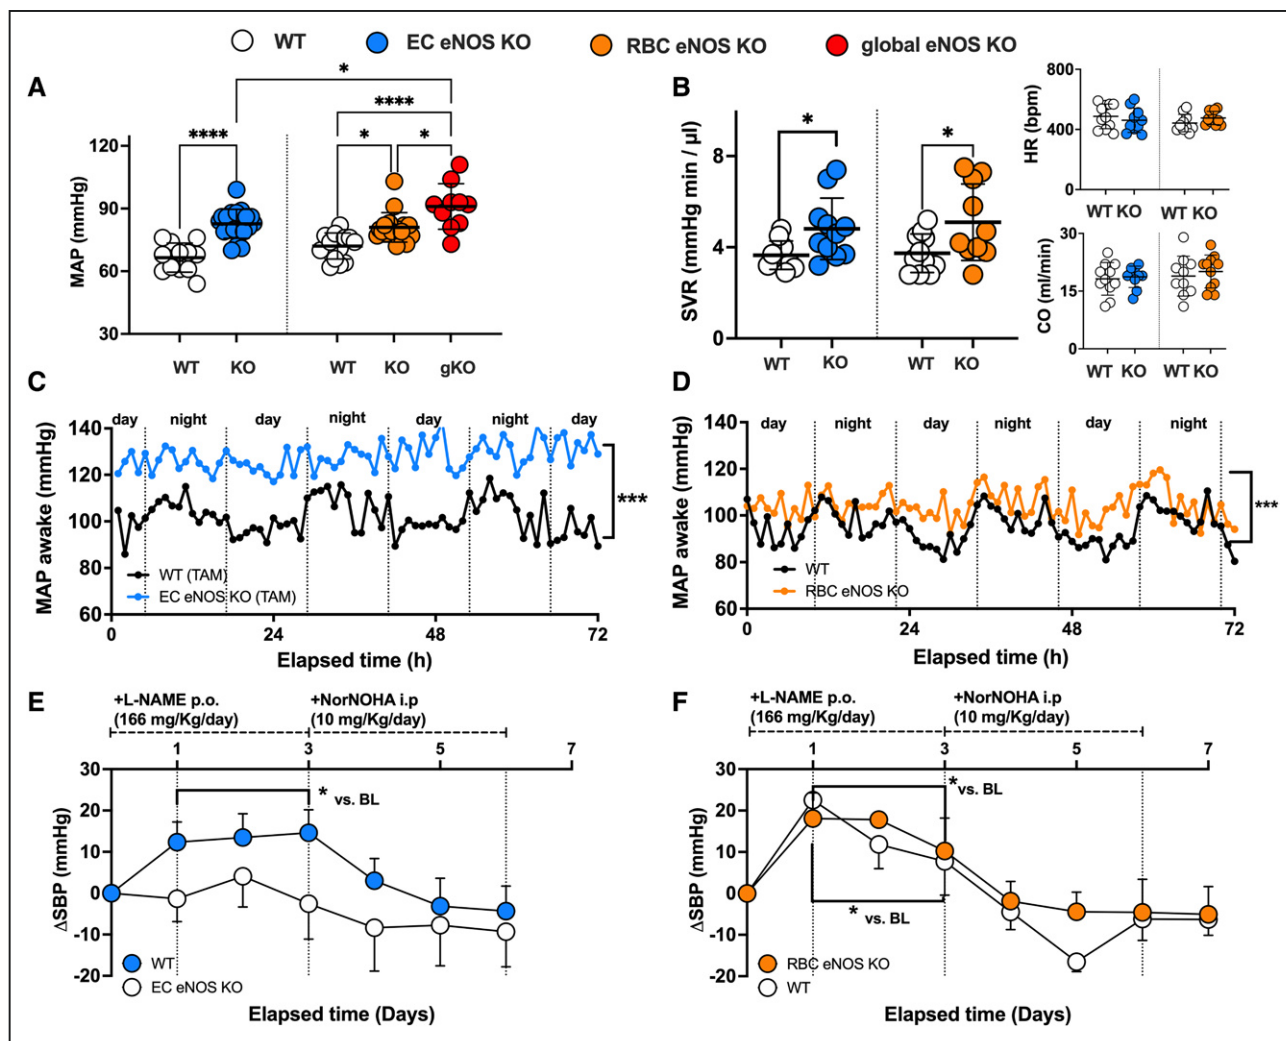 WT EC eNOS KO RBC eNOS KO global eNOS KO
A
*
****
**** * *
MAP (mmHg)
120
90
60
30
WT KO WT KO gKO
B
* *
SVR (mmHg min / µl)
8
4
0
WT KO WT KO
HR (bpm)
800
400
0
WT KO WT KO
CO (ml/min)
30
15
0
WT KO WT KO
C
day night day night day night day
MAP awake (mmHg)
140
120
100
80
60
***
WT (TAM)
EC eNOS KO (TAM)
0 24 48 72
Elapsed time (h)
D
day night day night day night
MAP awake (mmHg)
140
120
100
80
60
***
WT
RBC eNOS KO
0 24 48 72
Elapsed time (h)
E
+L-NAME p.o. +NorNOHA i.p
(166 mg/Kg/day) (10 mg/Kg/day)
1 3 5 7
ΔSBP (mmHg)
30
20
10
0
-10
-20
* vs. BL
WT
EC eNOS KO
Elapsed time (Days)
F
+L-NAME p.o. +NorNOHA i.p
(166 mg/Kg/day) (10 mg/Kg/day)
1 3 5 7
ΔSBP (mmHg)
30
20
10
0
-10
-20
* vs. BL
* vs. BL
RBC eNOS KO
WT
Elapsed time (Days)